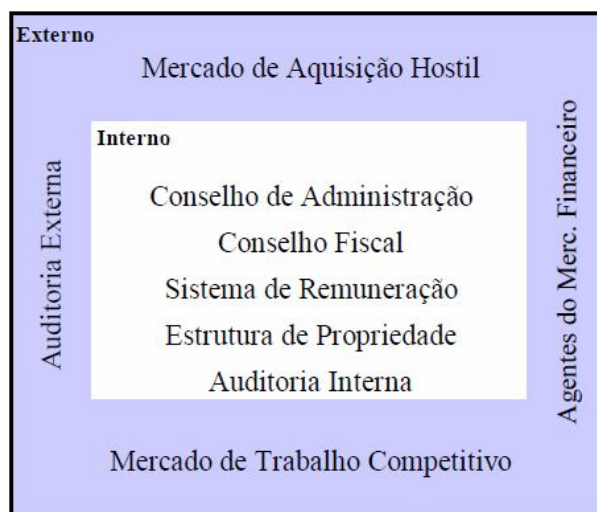 Externo
Mercado de Aquisição Hostil
Auditoria Externa
Interno
Conselho de Administração
Conselho Fiscal
Sistema de Remuneração
Estrutura de Propriedade
Auditoria Interna
Agentes do Merc. Financeiro
Mercado de Trabalho Competitivo